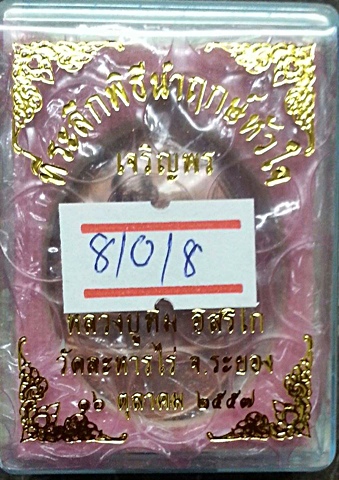 ที่ระลึกพิธีนำฤกษ์หัวไร่
เจริญพร
8/0/8
หลวงปู่ทิม อิสริโก
วัดละหารไร่ จ.ระยอง
๑๖ ตุลาคม ๒๕๕๗